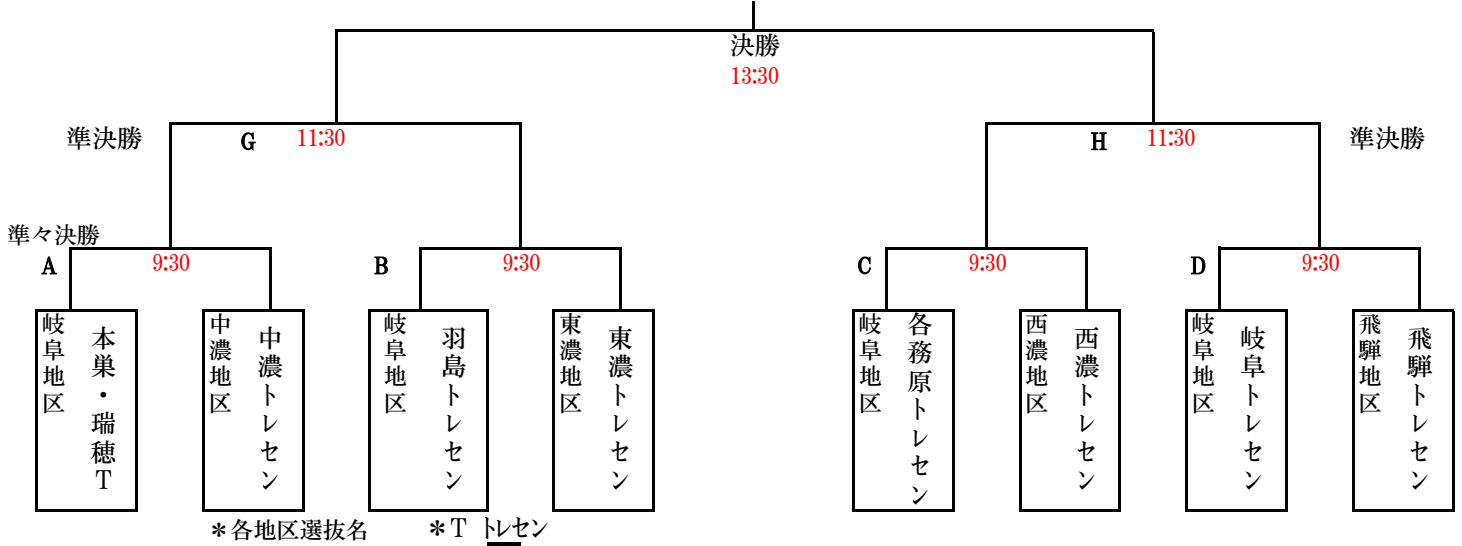 決勝
13:30
準決勝
G
11:30
H
11:30
準決勝
準々決勝
A
9:30
B
9:30
C
9:30
D
9:30
岐阜地区
本巣・瑞穂T
中濃地区
中濃トレセン
岐阜地区
羽島トレセン
東濃地区
東濃トレセン
岐阜地区
各務原トレセン
西濃地区
西濃トレセン
岐阜地区
岐阜トレセン
飛騨地区
飛騨トレセン
＊各地区選抜名
＊T トレセン